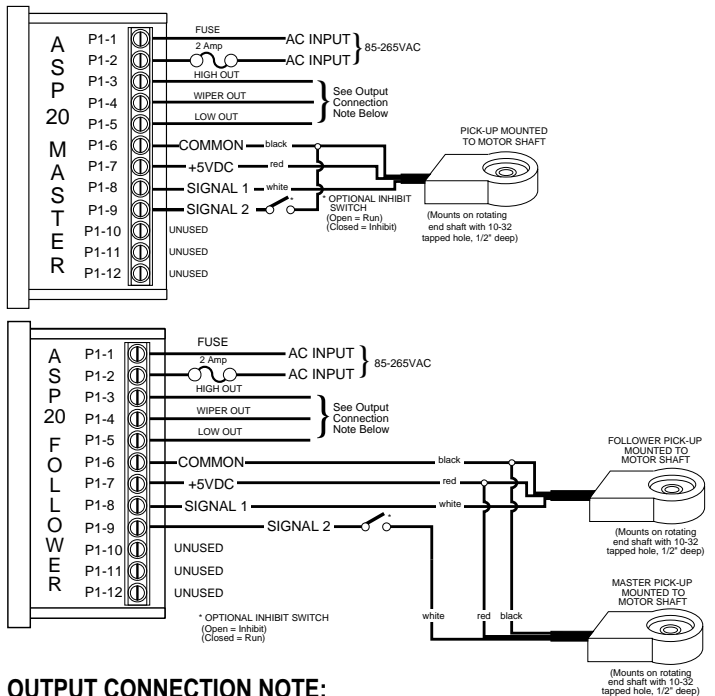 ASP 20 MASTER
P1-1
P1-2
P1-3
P1-4
P1-5
P1-6
P1-7
P1-8
P1-9
P1-10
P1-11
P1-12
FUSE
2 Amp
AC INPUT
AC INPUT
85-265VAC
HIGH OUT
WIPER OUT
LOW OUT
See Output
Connection
Note Below
COMMON
black
+5VDC
red
SIGNAL 1
white
SIGNAL 2
*
* OPTIONAL INHIBIT
SWITCH
(Open = Run)
(Closed = Inhibit)
UNUSED
UNUSED
UNUSED
PICK-UP MOUNTED
TO MOTOR SHAFT
(Mounts on rotating
end shaft with 10-32
tapped hole, 1/2" deep)
ASP 20 FOLLOWER
P1-1
P1-2
P1-3
P1-4
P1-5
P1-6
P1-7
P1-8
P1-9
P1-10
P1-11
P1-12
FUSE
2 Amp
AC INPUT
AC INPUT
85-265VAC
HIGH OUT
WIPER OUT
LOW OUT
See Output
Connection
Note Below
COMMON
black
+5VDC
red
SIGNAL 1
white
SIGNAL 2
*
UNUSED
UNUSED
UNUSED
* OPTIONAL INHIBIT SWITCH
(Open = Inhibit)
(Closed = Run)
white red black
FOLLOWER PICK-UP
MOUNTED TO
MOTOR SHAFT
(Mounts on rotating
end shaft with 10-32
tapped hole, 1/2" deep)
MASTER PICK-UP
MOUNTED TO
MOTOR SHAFT
(Mounts on rotating
end shaft with 10-32
tapped hole, 1/2" deep)
OUTPUT CONNECTION NOTE: